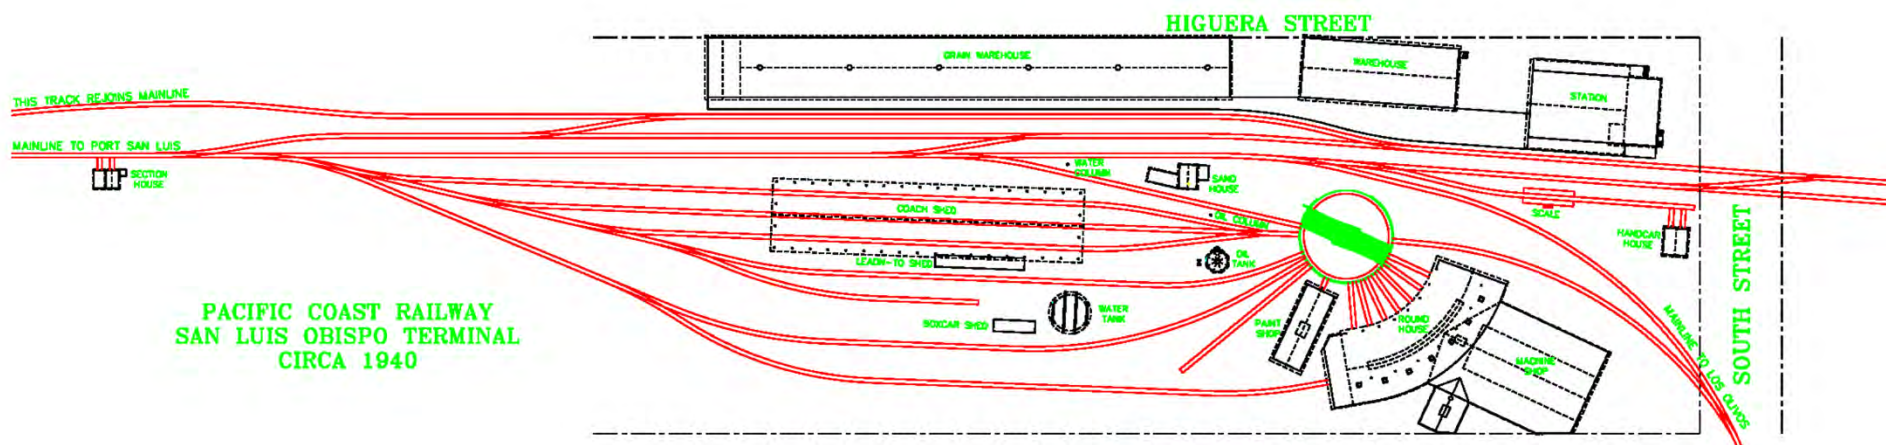 HIGUERA STREET
GRAIN WAREHOUSE
WAREHOUSE
STATION
THIS TRACK REJOINS MAINLINE
MAINLINE TO PORT SAN LUIS
SECTION
HOUSE
WATER
COLUMN
SAND
HOUSE
COACH SHED
OIL COLUMN
SCALE
HANDCAR
HOUSE
LEADN-TO SHED
OIL
TANK
SOUTH STREET
PACIFIC COAST RAILWAY
SAN LUIS OBISPO TERMINAL
CIRCA 1940
BOXCAR SHED
WATER
TANK
PAINT
SHOP
ROUND
HOUSE
MACHINE
SHOP
MAINLINE TO LOS OLIVOS